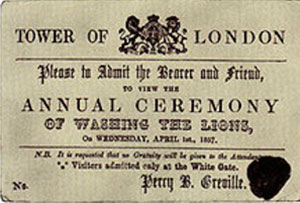 TOWER OF LONDON
Please to Admit the Bearer and Friend,
TO VIEW THE
ANNUAL CEREMONY
OF WASHING THE LIONS,
ON WEDNESDAY, APRIL 1st., 1857.
N.B. It is requested that no Gratuity will be given to the Attendants
Visitors admitted only at the White Gate.
No.
B. Greville.